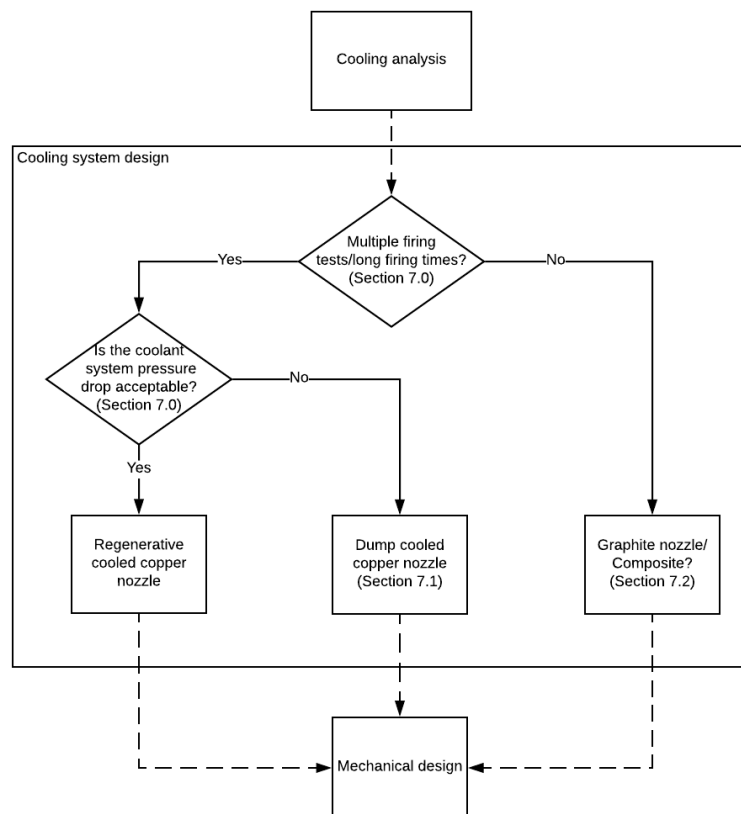 Cooling analysis
Cooling system design
Multiple firing
tests/long firing times?
(Section 7.0)
Yes
No
Is the coolant
system pressure
drop acceptable?
(Section 7.0)
No
Yes
Regenerative
cooled copper
nozzle
Dump cooled
copper nozzle
(Section 7.1)
Graphite nozzle/
Composite?
(Section 7.2)
Mechanical design